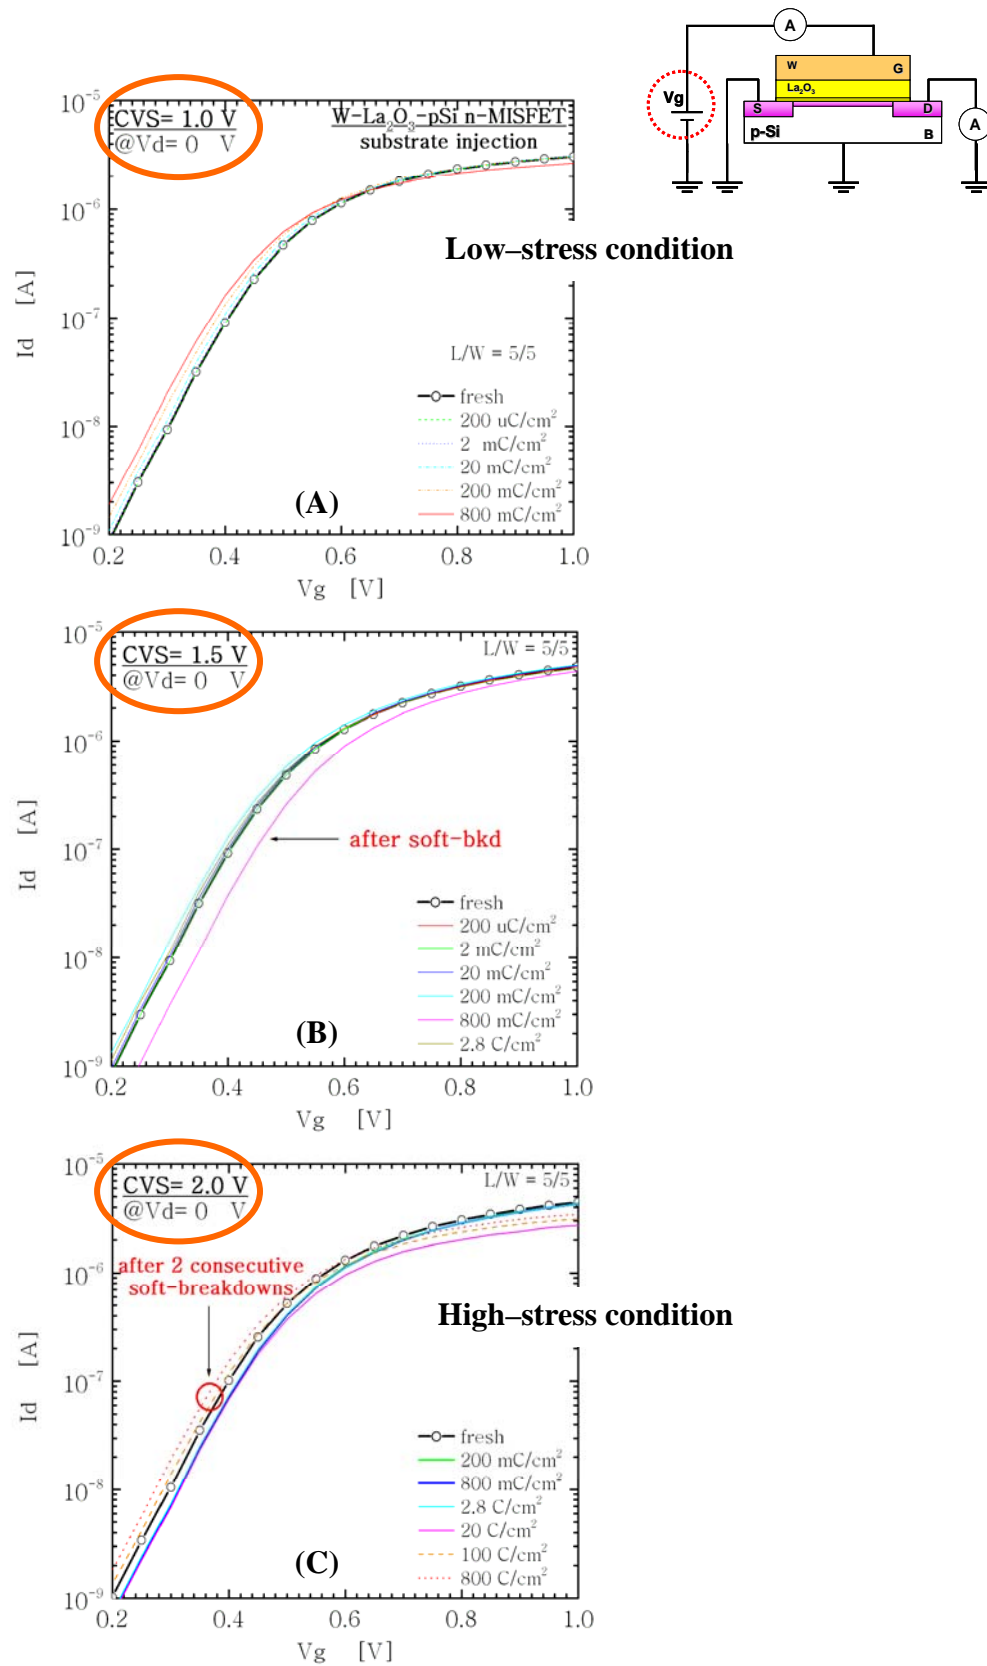 A
W
G
La₂O₃
Vg
S
D
A
p-Si
B
10⁻⁵
CVS= 1.0 V
@Vd= 0 V
W-La₂O₃-pSi n-MISFET
substrate injection
10⁻⁶
Low–stress condition
Id [A]
10⁻⁷
L/W = 5/5
fresh
200 uC/cm²
2 mC/cm²
20 mC/cm²
200 mC/cm²
800 mC/cm²
10⁻⁸
(A)
10⁻⁹
0.2 0.4 0.6 0.8 1.0
Vg [V]
10⁻⁵
CVS= 1.5 V
@Vd= 0 V
L/W = 5/5
10⁻⁶
Id [A]
after soft-bkd
10⁻⁷
fresh
200 uC/cm²
2 mC/cm²
20 mC/cm²
200 mC/cm²
800 mC/cm²
2.8 C/cm²
10⁻⁸
(B)
10⁻⁹
0.2 0.4 0.6 0.8 1.0
Vg [V]
10⁻⁵
CVS= 2.0 V
@Vd= 0 V
L/W = 5/5
after 2 consecutive
soft-breakdowns
10⁻⁶
High–stress condition
Id [A]
10⁻⁷
fresh
200 mC/cm²
800 mC/cm²
2.8 C/cm²
20 C/cm²
100 C/cm²
800 C/cm²
10⁻⁸
(C)
10⁻⁹
0.2 0.4 0.6 0.8 1.0
Vg [V]